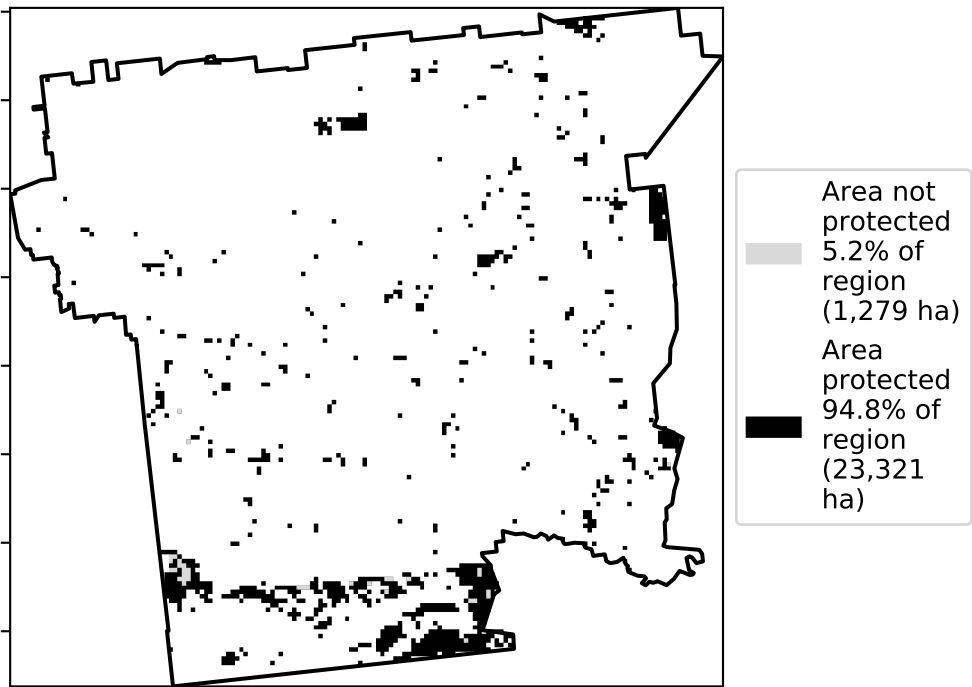 Area not
protected
5.2% of
region
(1,279 ha)
Area
protected
94.8% of
region
(23,321
ha)